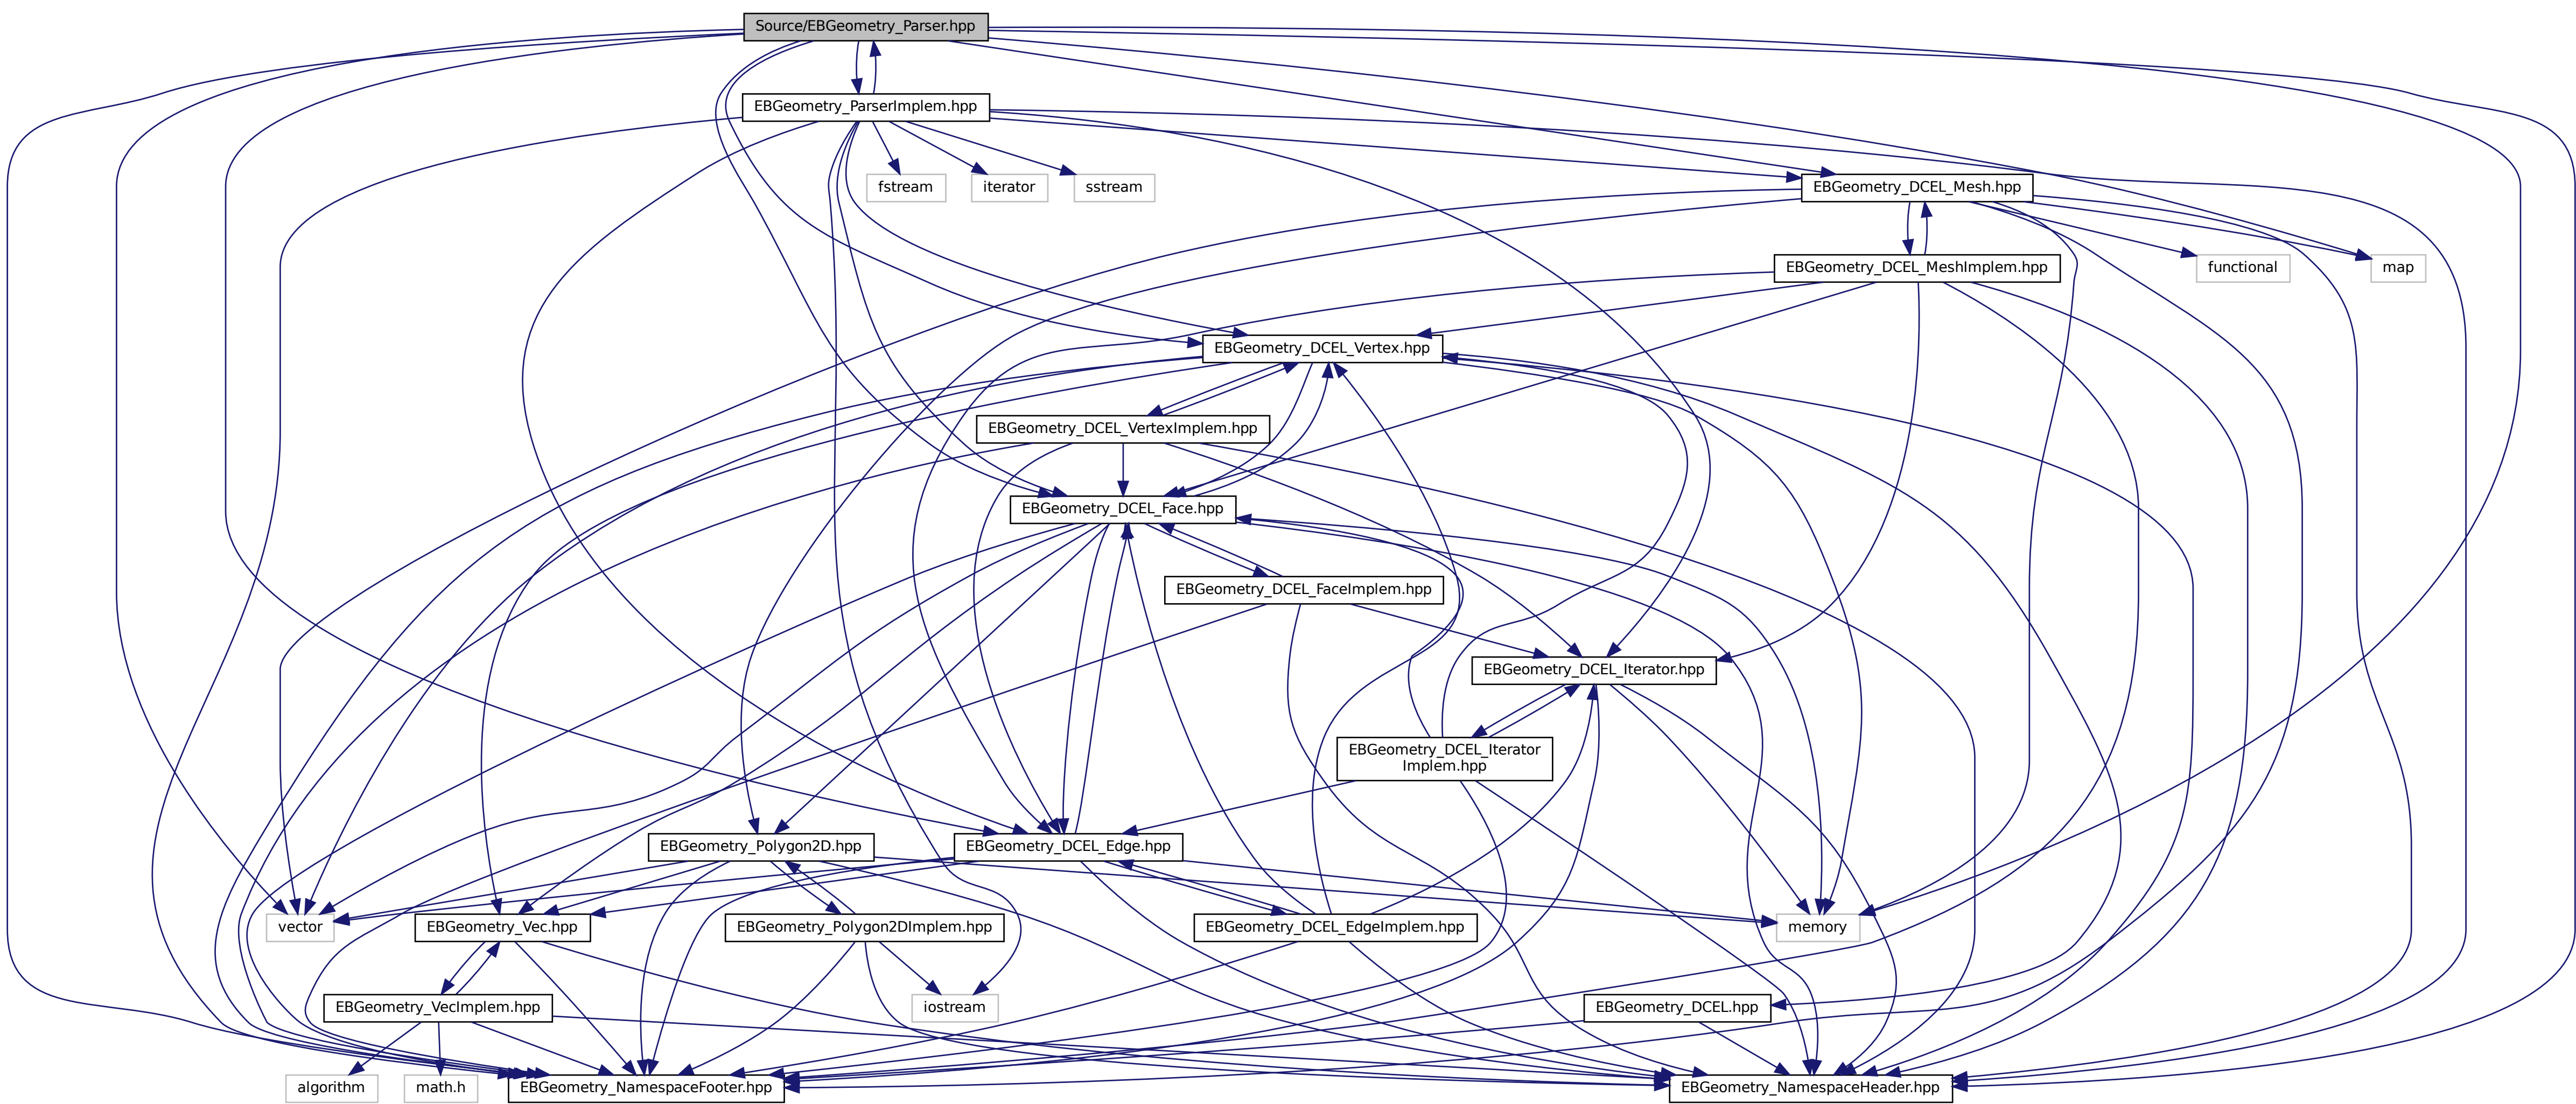 Source/EBGeometry_Parser.hpp
EBGeometry_ParserImplem.hpp
fstream
iterator
sstream
EBGeometry_DCEL_Mesh.hpp
EBGeometry_DCEL_MeshImplem.hpp
functional
map
EBGeometry_DCEL_Vertex.hpp
EBGeometry_DCEL_VertexImplem.hpp
EBGeometry_DCEL_Face.hpp
EBGeometry_DCEL_FaceImplem.hpp
EBGeometry_DCEL_Iterator.hpp
EBGeometry_DCEL_Iterator
Implem.hpp
EBGeometry_Polygon2D.hpp
EBGeometry_DCEL_Edge.hpp
vector
EBGeometry_Vec.hpp
EBGeometry_Polygon2DImplem.hpp
EBGeometry_DCEL_EdgeImplem.hpp
memory
EBGeometry_VecImplem.hpp
iostream
EBGeometry_DCEL.hpp
algorithm
math.h
EBGeometry_NamespaceFooter.hpp
EBGeometry_NamespaceHeader.hpp